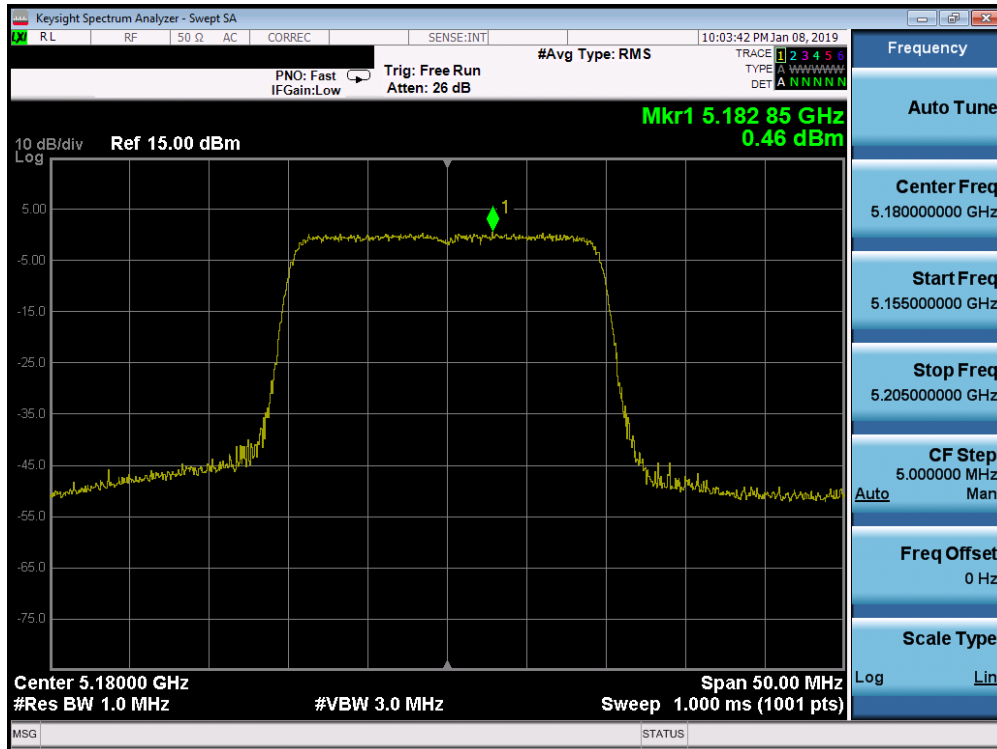 Keysight Spectrum Analyzer - Swept SA
LXI RL RF 50 Ω AC CORREC SENSE:INT 10:03:42 PM Jan 08, 2019
#Avg Type: RMS
TRACE 1 2 3 4 5 6
TYPE A WWWWW
DET A N N N N N
PNO: Fast
IFGain:Low
Trig: Free Run
Atten: 26 dB
Mkr1 5.182 85 GHz
0.46 dBm
10 dB/div
Log
Ref 15.00 dBm
1
5.00
-5.00
-15.0
-25.0
-35.0
-45.0
-55.0
-65.0
-75.0
Center 5.18000 GHz
Span 50.00 MHz
#Res BW 1.0 MHz
#VBW 3.0 MHz
Sweep 1.000 ms (1001 pts)
MSG
STATUS
Frequency
Auto Tune
Center Freq
5.180000000 GHz
Start Freq
5.155000000 GHz
Stop Freq
5.205000000 GHz
CF Step
5.000000 MHz
Auto Man
Freq Offset
0 Hz
Scale Type
Log Lin